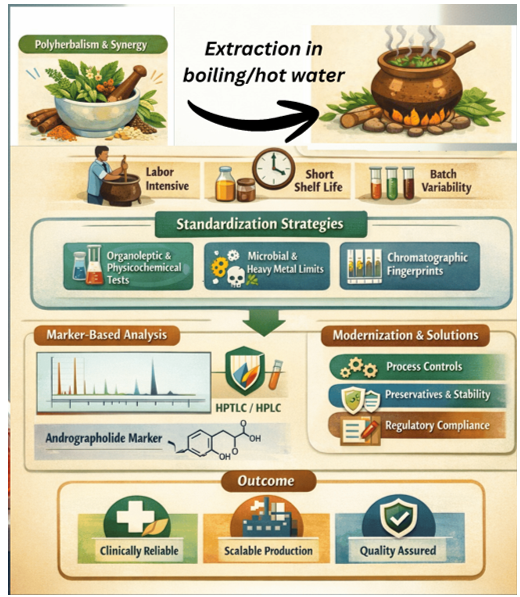 Polyherbalism & Synergy
Extraction in
boiling/hot water
Labor
Intensive
Short
Shelf Life
Batch
Variability
Standardization Strategies
Organoleptic &
Physicochemiceal
Tests
Microbial &
Heavy Metal Limits
Chromatographic
Fingerprints
Marker-Based Analysis
HPTLC / HPLC
Andrographolide Marker
OH
O
OH
Modernization & Solutions
Process Controls
Preservatives & Stability
Regulatory Compliance
Outcome
Clinically Reliable
Scalable Production
Quality Assured